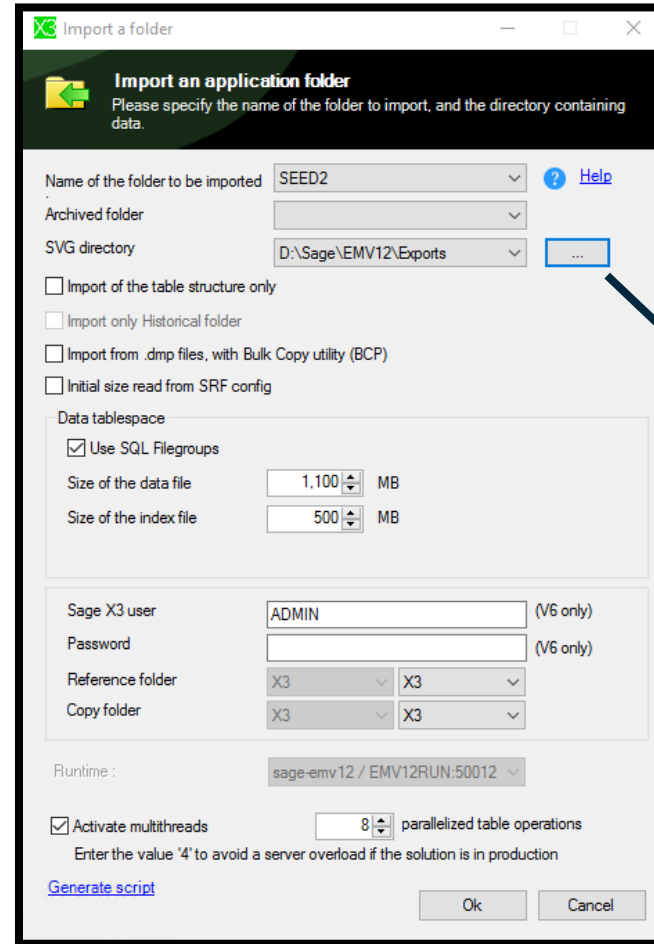 X3 Import a folder
Import an application folder
Please specify the name of the folder to import, and the directory containing
data.
Name of the folder to be imported SEED2 ? Help
:
Archived folder
SVG directory D:\Sage\EMV12\Exports ...
Import of the table structure only
Import only Historical folder
Import from .dmp files, with Bulk Copy utility (BCP)
Initial size read from SRF config
Data tablespace
Use SQL Filegroups
Size of the data file 1,100 MB
Size of the index file 500 MB
Sage X3 user ADMIN (V6 only)
Password (V6 only)
Reference folder X3 X3
Copy folder X3 X3
Runtime : sage-emv12 / EMV12RUN:50012
Activate multithreads 8 parallelized table operations
Enter the value '4' to avoid a server overload if the solution is in production
Generate script
Ok Cancel